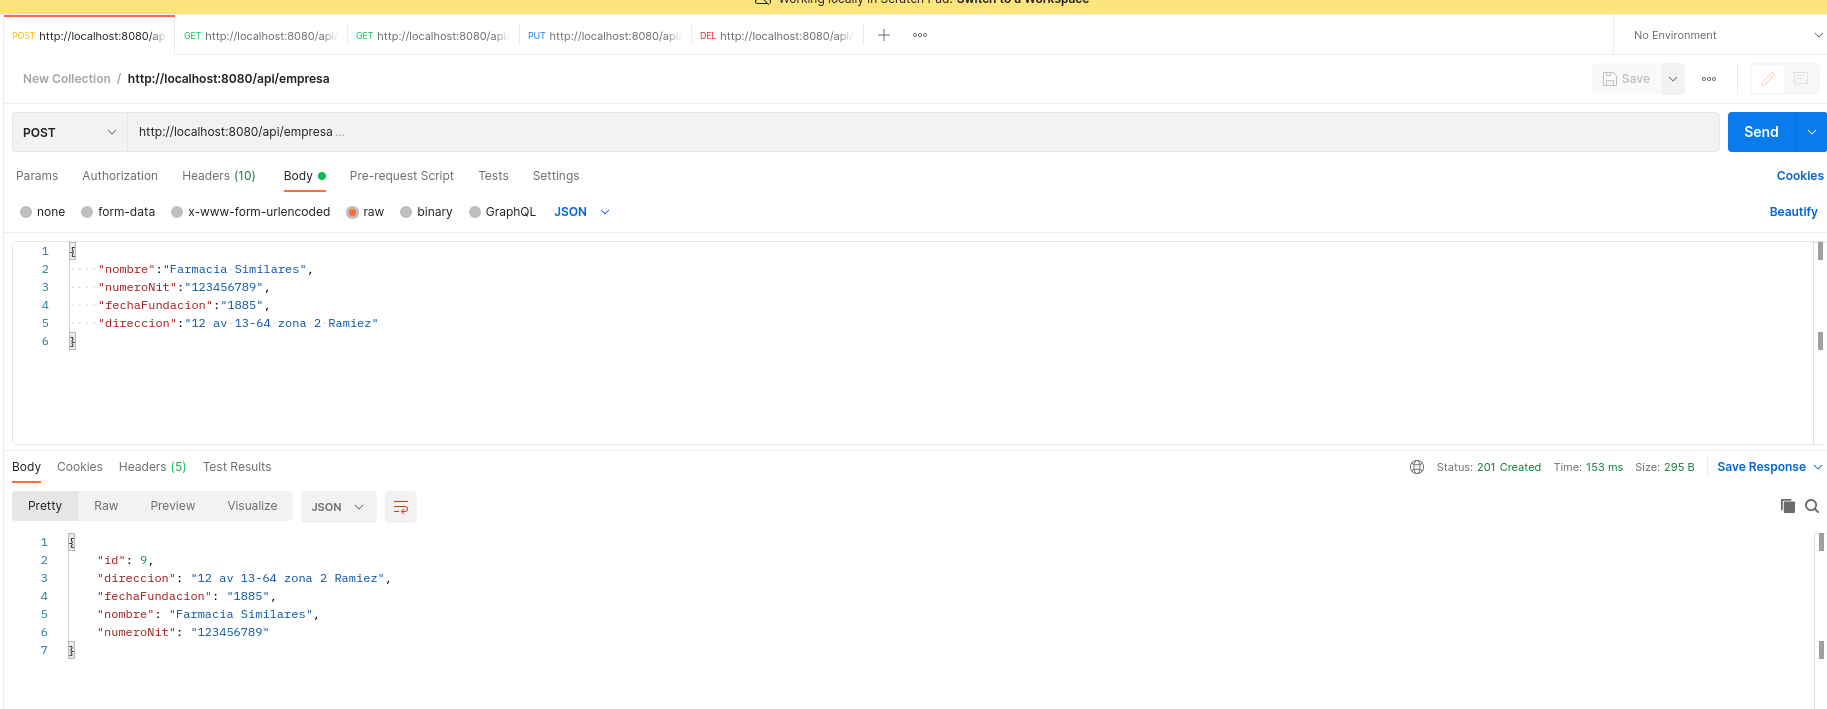 Working locally in Scratch Pad. Switch to a Workspace
POST http://localhost:8080/ap GET http://localhost:8080/api/ GET http://localhost:8080/api/ PUT http://localhost:8080/api/ DEL http://localhost:8080/api/ No Environment
New Collection / http://localhost:8080/api/empresa Save
POST http://localhost:8080/api/empresa ... Send
Params Authorization Headers (10) Body Pre-request Script Tests Settings Cookies
none form-data x-www-form-urlencoded raw binary GraphQL JSON Beautify
1 {
2 "nombre":"Farmacia Similares",
3 "numeroNit":"123456789",
4 "fechaFundacion":"1885",
5 "direccion":"12 av 13-64 zona 2 Ramiez"
6 }
Body Cookies Headers (5) Test Results Status: 201 Created Time: 153 ms Size: 295 B Save Response
Pretty Raw Preview Visualize JSON
1 {
2 "id": 9,
3 "direccion": "12 av 13-64 zona 2 Ramiez",
4 "fechaFundacion": "1885",
5 "nombre": "Farmacia Similares",
6 "numeroNit": "123456789"
7 }